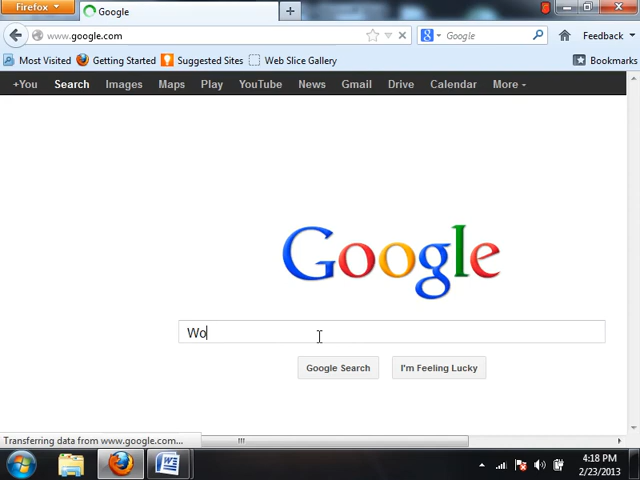 Firefox
Google
www.google.com
Google
Feedback
Most Visited
Getting Started
Suggested Sites
Web Slice Gallery
Bookmarks
+You Search Images Maps Play YouTube News Gmail Drive Calendar More
Google
Wo
Google Search
I'm Feeling Lucky
Transferring data from www.google.com...
4:18 PM
2/23/2013